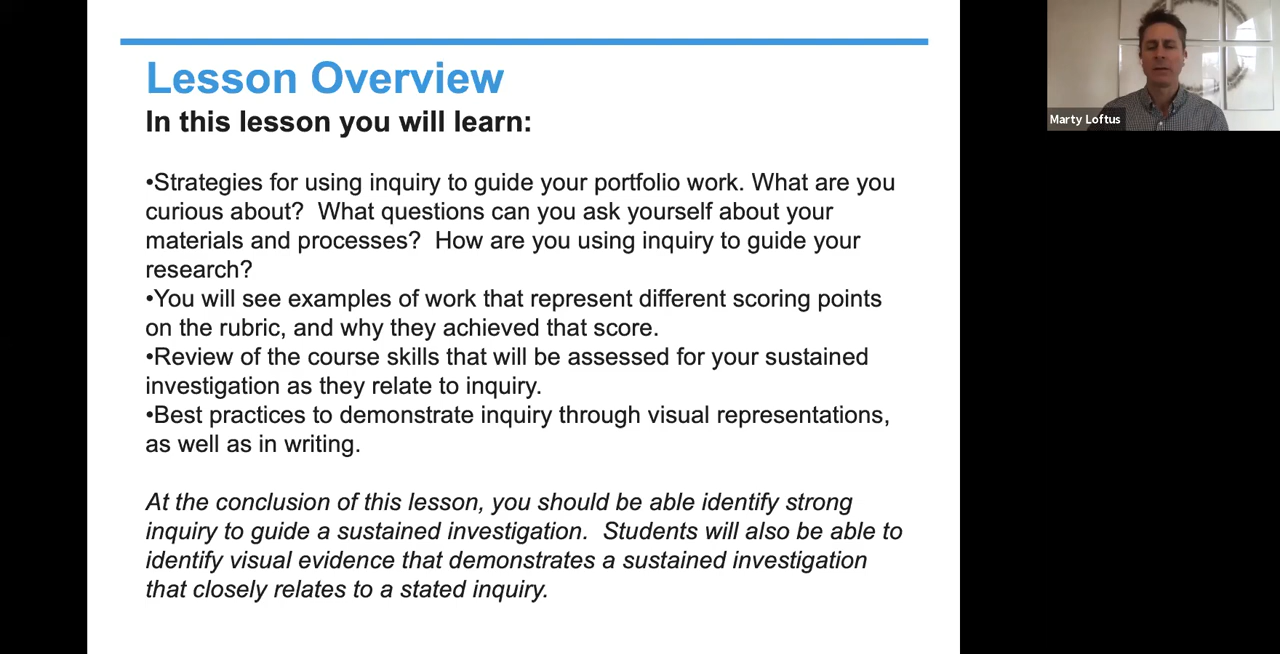 Lesson Overview
In this lesson you will learn:
•Strategies for using inquiry to guide your portfolio work. What are you
curious about?  What questions can you ask yourself about your
materials and processes?  How are you using inquiry to guide your
research?
•You will see examples of work that represent different scoring points
on the rubric, and why they achieved that score.
•Review of the course skills that will be assessed for your sustained
investigation as they relate to inquiry.
•Best practices to demonstrate inquiry through visual representations,
as well as in writing.
At the conclusion of this lesson, you should be able identify strong
inquiry to guide a sustained investigation.  Students will also be able to
identify visual evidence that demonstrates a sustained investigation
that closely relates to a stated inquiry.
Marty Loftus